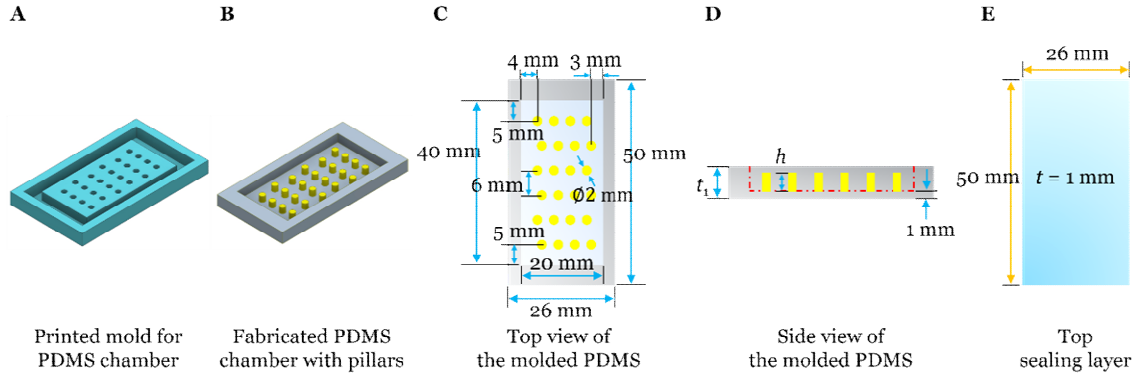 A
B
C
D
E
4 mm
3 mm
26 mm
5 mm
40 mm
50 mm
6 mm
Ø2 mm
5 mm
20 mm
26 mm
h
t1
1 mm
50 mm
t = 1 mm
Printed mold for
PDMS chamber
Fabricated PDMS
chamber with pillars
Top view of
the molded PDMS
Side view of
the molded PDMS
Top
sealing layer